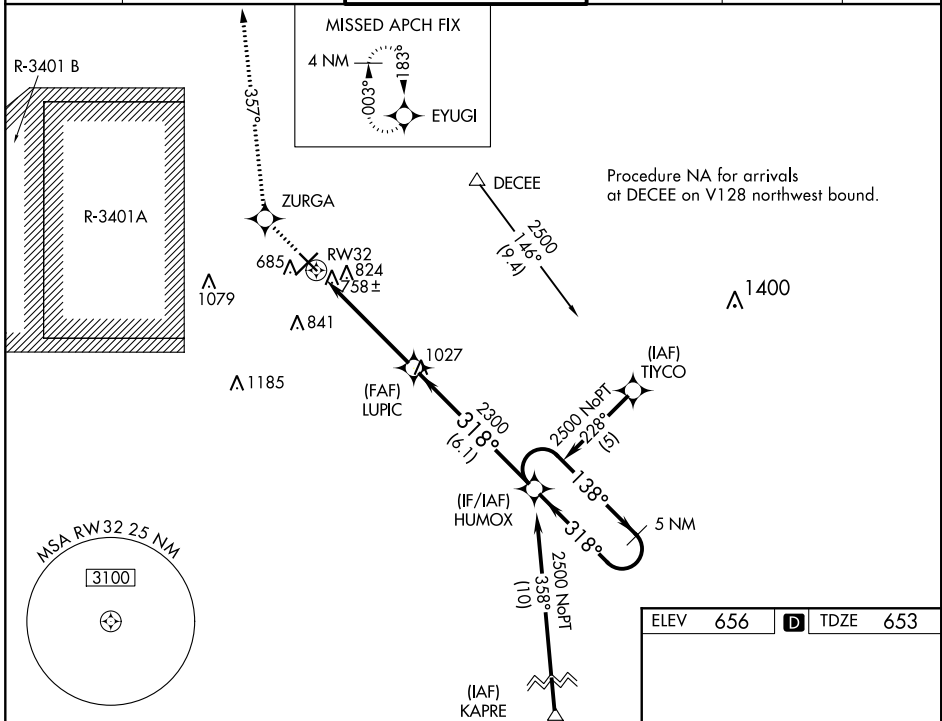 MISSED APCH FIX
4 NM
003°
183°
EYUGI
R-3401 B
R-3401A
357°
ZURGA
DECEE
2500
146°
(9.4)
Procedure NA for arrivals
at DECEE on V128 northwest bound.
685
RW32
824
758±
1079
841
1400
1027
1185
(FAF)
LUPIC
2300
318°
(6.1)
(IAF)
TIYCO
2500 NoPT
228°
(5)
138°
(IF/IAF)
HUMOX
318°
5 NM
2500 NoPT
358°
(10)
MSA RW32 25 NM
3100
(IAF)
KAPRE
ELEV 656 D TDZE 653